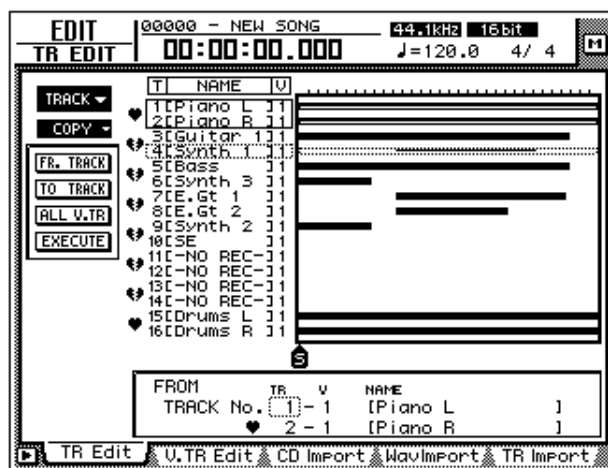 EDIT
TR EDIT
00000 - NEW SONG
00:00:00.000
44.1kHz 16bit
♩=120.0 4/ 4
M
TRACK
COPY
FR. TRACK
TO TRACK
ALL V.TR
EXECUTE
T NAME V
1[Piano L ]1
2[Piano R ]1
3[Guitar 1]1
4[Synth 1 ]1
5[Bass ]1
6[Synth 3 ]1
7[E.Gt 1 ]1
8[E.Gt 2 ]1
9[Synth 2 ]1
10[SE ]1
11[-NO REC-]1
12[-NO REC-]1
13[-NO REC-]1
14[-NO REC-]1
15[Drums L ]1
16[Drums R ]1
S
FROM TR V NAME
TRACK No. 1 - 1 [Piano L ]
♥ 2 - 1 [Piano R ]
TR Edit V.TR Edit CD Import WavImport TR Import